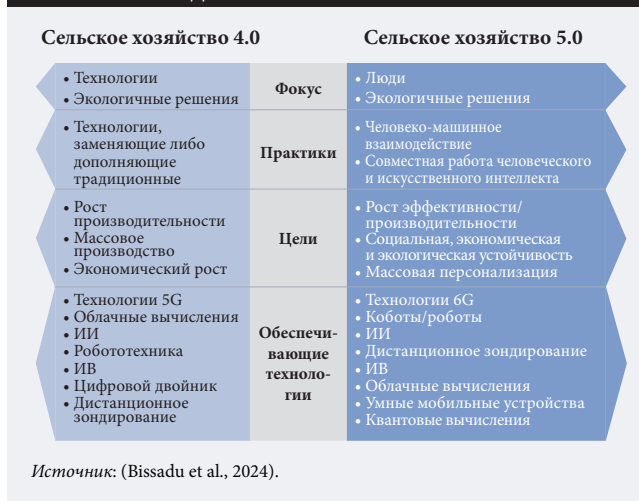 Сельское хозяйство 4.0
Сельское хозяйство 5.0
• Технологии
• Экологичные решения
Фокус
• Люди
• Экологичные решения
• Технологии,
заменяющие либо
дополняющие
традиционные
Практики
• Человеко-машинное
взаимодействие
• Совместная работа человеческого
и искусственного интеллекта
• Рост
производительности
• Массовое
производство
• Экономический рост
Цели
• Рост эффективности/
производительности
• Социальная, экономическая
и экологическая устойчивость
• Массовая персонализация
• Технологии 5G
• Облачные вычисления
• ИИ
• Робототехника
• ИВ
• Цифровой двойник
• Дистанционное
зондирование
Обеспечи-
вающие
техноло-
гии
• Технологии 6G
• Коботы/роботы
• ИИ
• Дистанционное зондирование
• ИВ
• Облачные вычисления
• Умные мобильные устройства
• Квантовые вычисления
Источник: (Bissadu et al., 2024).